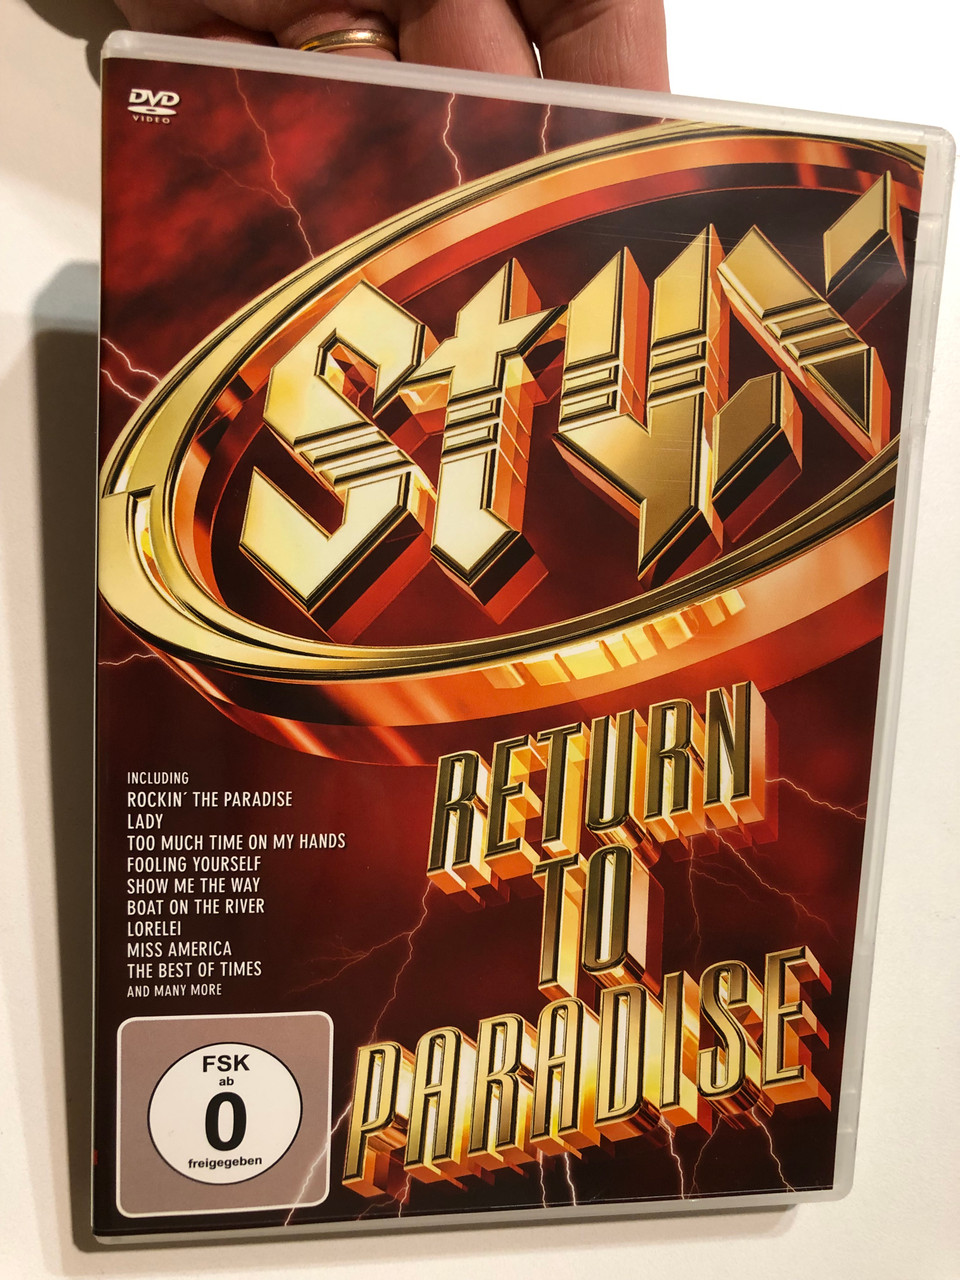 DVD
VIDEO
Styx
RETURN
TO
PARADISE
INCLUDING
ROCKIN´ THE PARADISE
LADY
TOO MUCH TIME ON MY HANDS
FOOLING YOURSELF
SHOW ME THE WAY
BOAT ON THE RIVER
LORELEI
MISS AMERICA
THE BEST OF TIMES
AND MANY MORE
FSK
ab
0
freigegeben